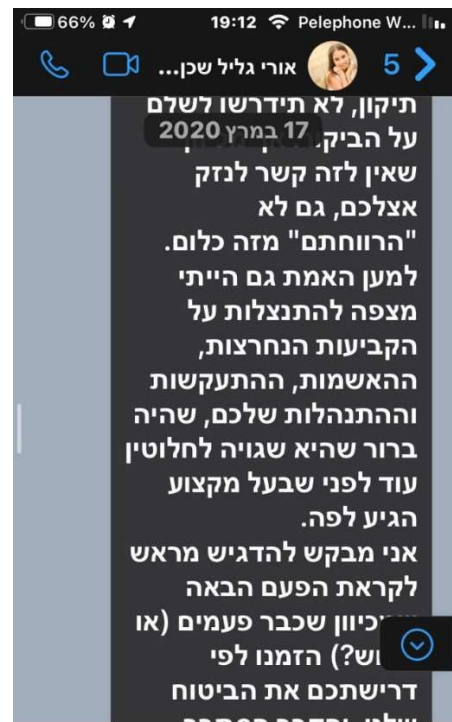 66% 19:12 Pelephone W...
אורי גליל שכן... 5
תיקון, לא תידרשו לשלם
17 במרץ 2020
על
שאין לזה קשר לנזק
אצלכם, גם לא
"הרווחתם" מזה כלום.
למען האמת גם הייתי
מצפה להתנצלות על
הקביעות הנחרצות,
ההאשמות, ההתעקשות
וההתנהלות שלכם, שהיה
ברור שהיא שגויה לחלוטין
עוד לפני שבעל מקצוע
הגיע לפה.
אני מבקש להדגיש מראש
לקראת הפעם הבאה
שכבר פעמים (או
הזמנו לפי
דרישתכם את הביטוח